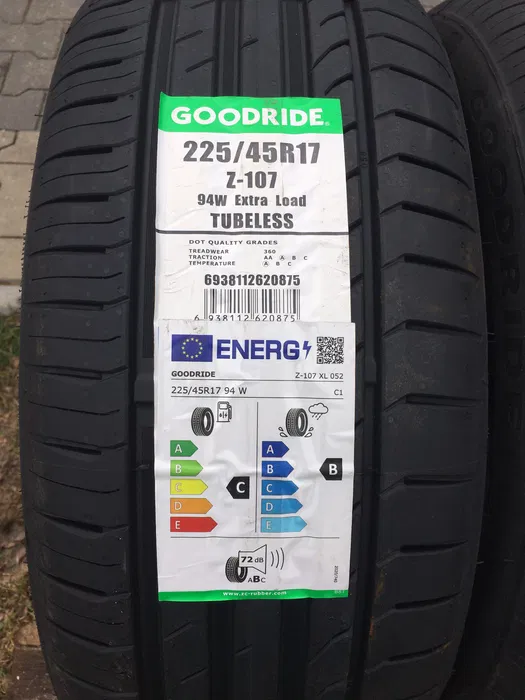 GOODRIDE®
225/45R17
Z-107
94W Extra Load
TUBELESS
DOT QUALITY GRADES
TREADWEAR 360
TRACTION AA A B C
TEMPERATURE A B C
6938112620875
6 938112 620875
ENERG
GOODRIDE Z-107 XL 052
225/45R17 94 W C1
A
B
C
D
E
C
A
B
C
D
E
B
72 dB
ABC
www.zc-rubber.com